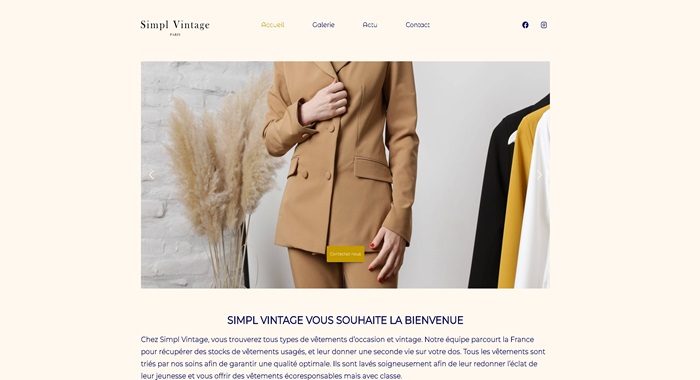 Simpl Vintage
PARIS
Accueil Galerie Actu Contact
Contactez-nous
SIMPL VINTAGE VOUS SOUHAITE LA BIENVENUE
Chez Simpl Vintage, vous trouverez tous types de vêtements d'occasion et vintage. Notre équipe parcourt la France
pour récupérer des stocks de vêtements usagés, et leur donner une seconde vie sur votre dos. Tous les vêtements sont
triés par nos soins afin de garantir une qualité optimale. Ils sont lavés soigneusement afin de leur redonner l'éclat de
leur jeunesse et vous offrir des vêtements écoresponsables mais avec classe.